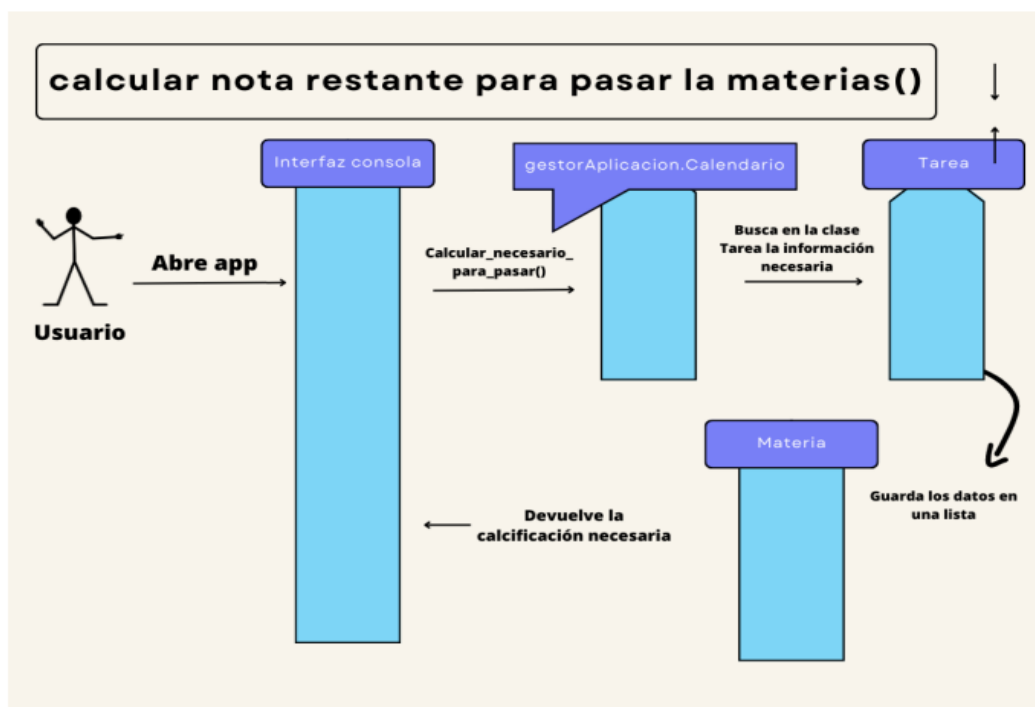 calcular nota restante para pasar la materias()
Interfaz consola
gestorAplicacion.Calendario
Tarea
Abre app
Usuario
Calcular_necesario_
para_pasar()
Busca en la clase
Tarea la información
necesaria
Materia
Guarda los datos en
una lista
Devuelve la
calcificación necesaria